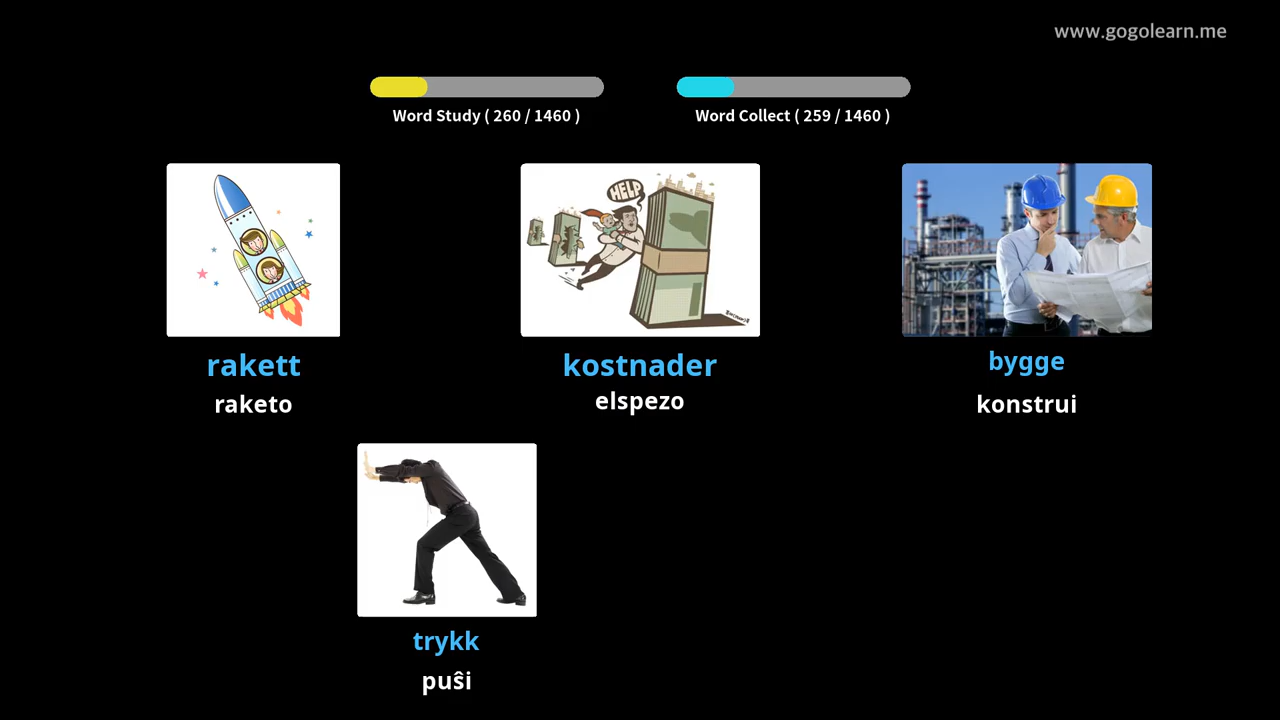 www.gogolearn.me
Word Study ( 260 / 1460 )
Word Collect ( 259 / 1460 )
HELP
rakett
kostnader
bygge
raketo
elspezo
konstrui
trykk
puŝi